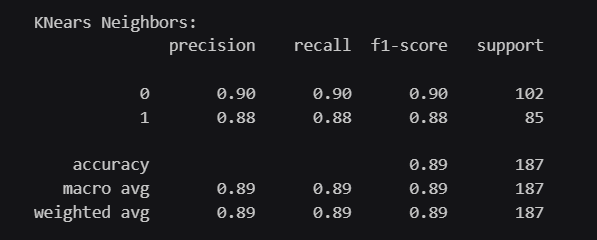 KNears Neighbors:
precision recall f1-score support
0 0.90 0.90 0.90 102
1 0.88 0.88 0.88 85
accuracy 0.89 187
macro avg 0.89 0.89 0.89 187
weighted avg 0.89 0.89 0.89 187